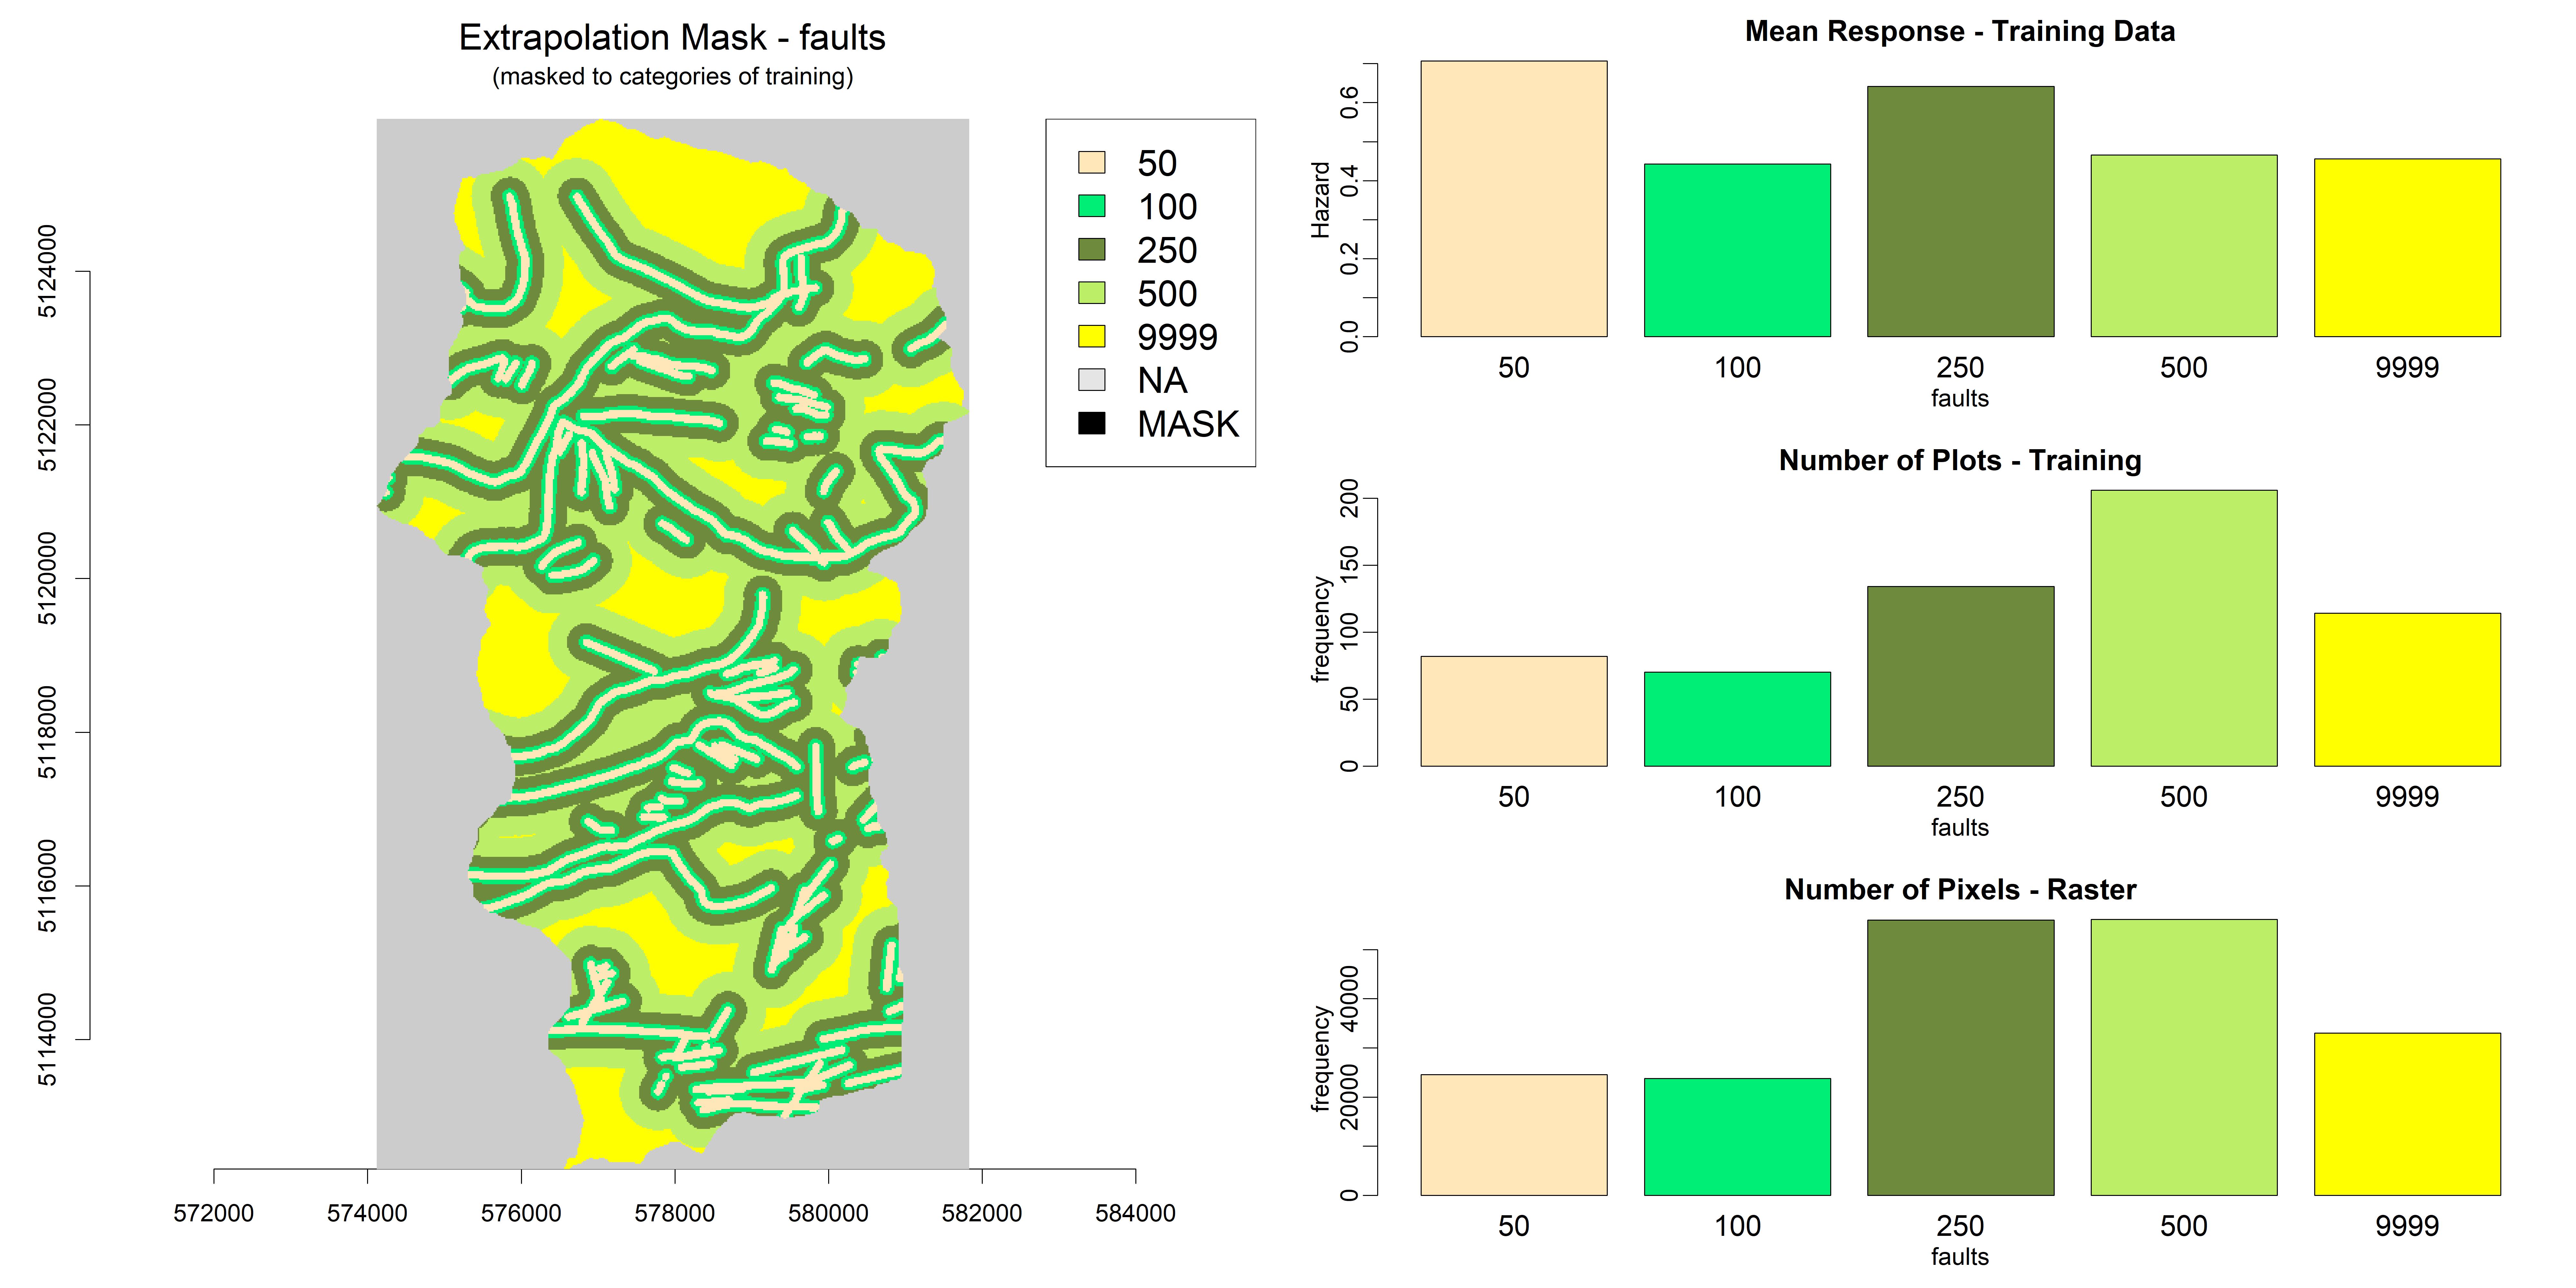 Extrapolation Mask - faults
(masked to categories of training)
5124000
5122000
5120000
5118000
5116000
5114000
572000 574000 576000 578000 580000 582000 584000
50
100
250
500
9999
NA
MASK
Mean Response - Training Data
Hazard
0.6
0.4
0.2
0.0
50 100 250 500 9999
faults
Number of Plots - Training
frequency
200
150
100
50
0
50 100 250 500 9999
faults
Number of Pixels - Raster
frequency
40000
20000
0
50 100 250 500 9999
faults